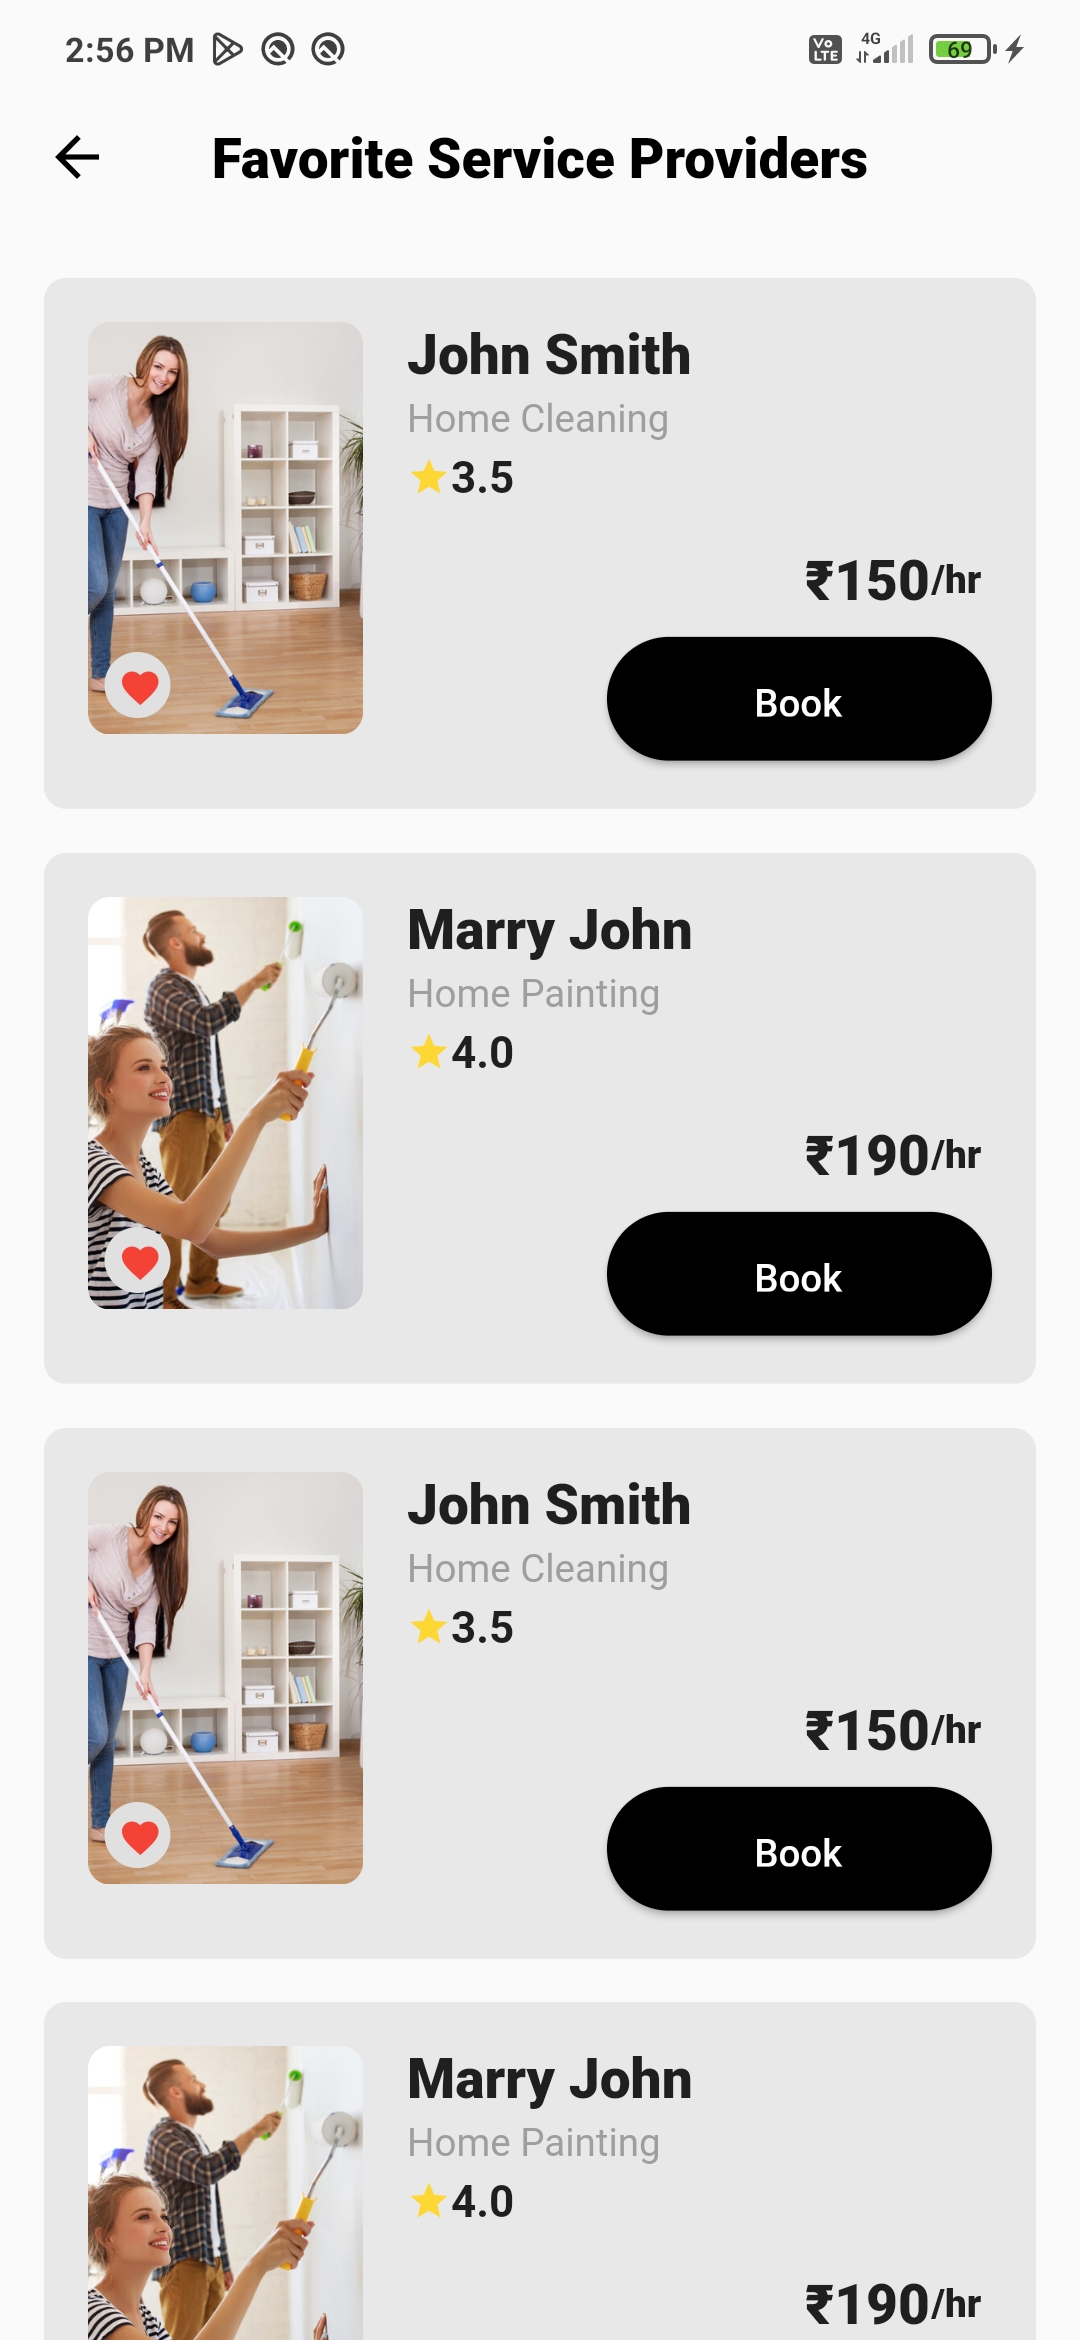 2:56 PM Vo LTE 4G 69
Favorite Service Providers
John Smith
Home Cleaning
3.5
₹150/hr
Book
Marry John
Home Painting
4.0
₹190/hr
Book
John Smith
Home Cleaning
3.5
₹150/hr
Book
Marry John
Home Painting
4.0
₹190/hr